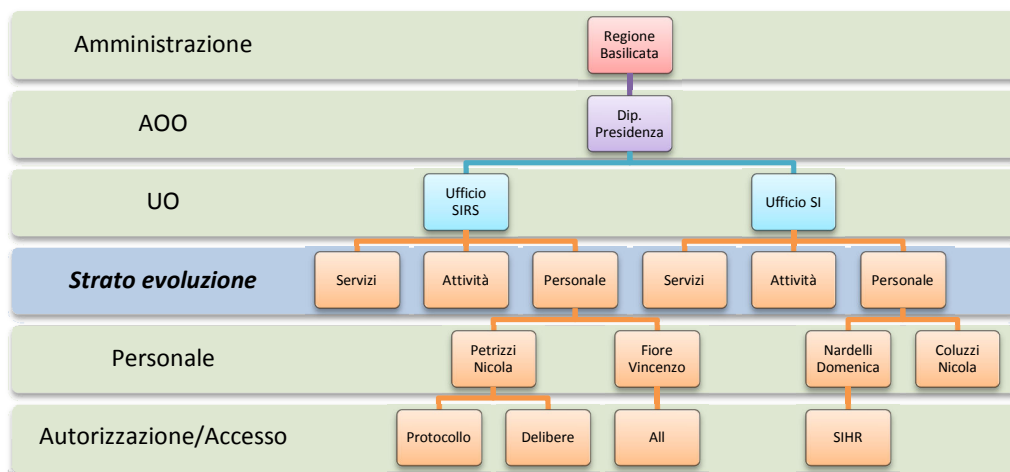 Amministrazione
Regione
Basilicata
AOO
Dip.
Presidenza
UO
Ufficio
SIRS
Ufficio SI
Strato evoluzione
Servizi
Attività
Personale
Servizi
Attività
Personale
Personale
Petrizzi
Nicola
Fiore
Vincenzo
Nardelli
Domenica
Coluzzi
Nicola
Autorizzazione/Accesso
Protocollo
Delibere
All
SIHR